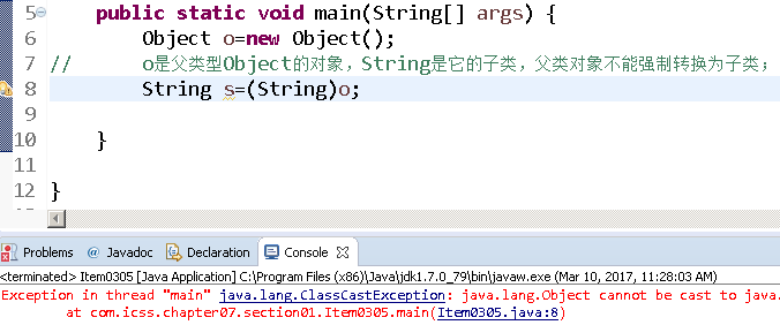 5 public static void main(String[] args) {
6 Object o=new Object();
7 // o是父类型Object的对象，String是它的子类，父类对象不能强制转换为子类；
8 String s=(String)o;
9
10 }
11
12 }
Problems @ Javadoc Declaration Console
<terminated> Item0305 [Java Application] C:\Program Files (x86)\Java\jdk1.7.0_79\bin\javaw.exe (Mar 10, 2017, 11:28:03 AM)
Exception in thread "main" java.lang.ClassCastException: java.lang.Object cannot be cast to java.
at com.icss.chapter07.section01.Item0305.main(Item0305.java:8)